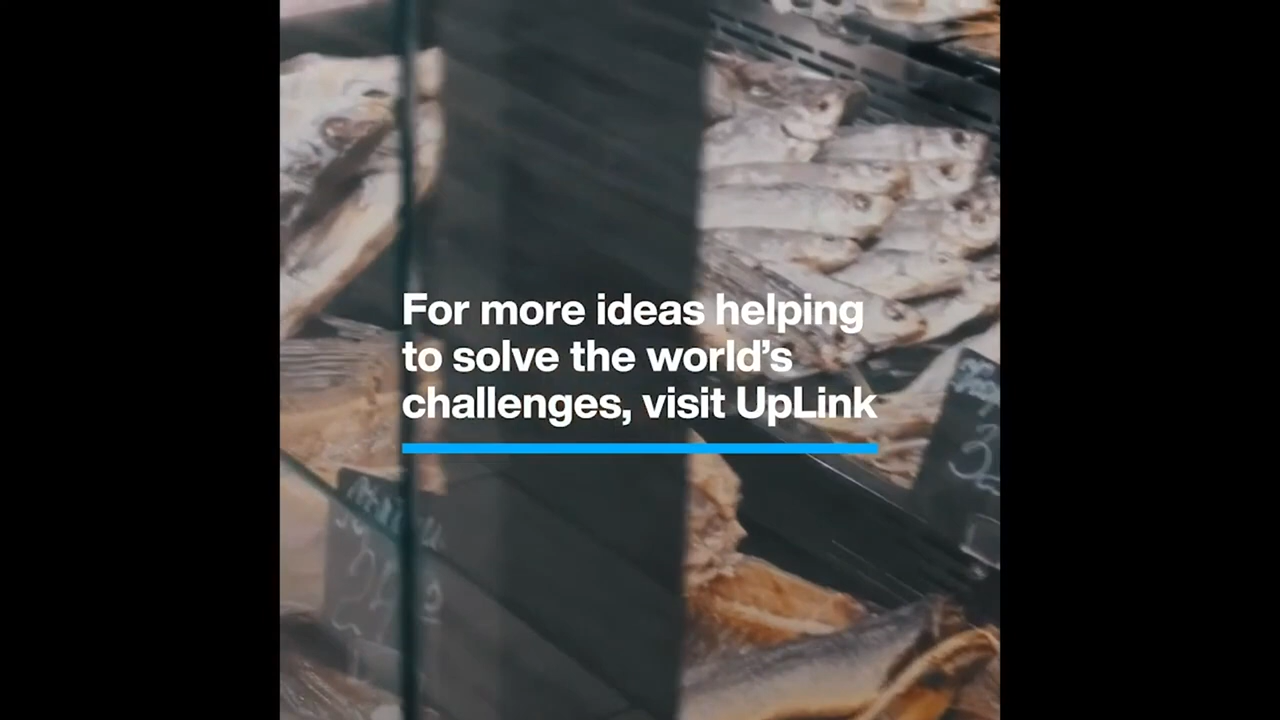 For more ideas helping
to solve the world’s
challenges, visit UpLink